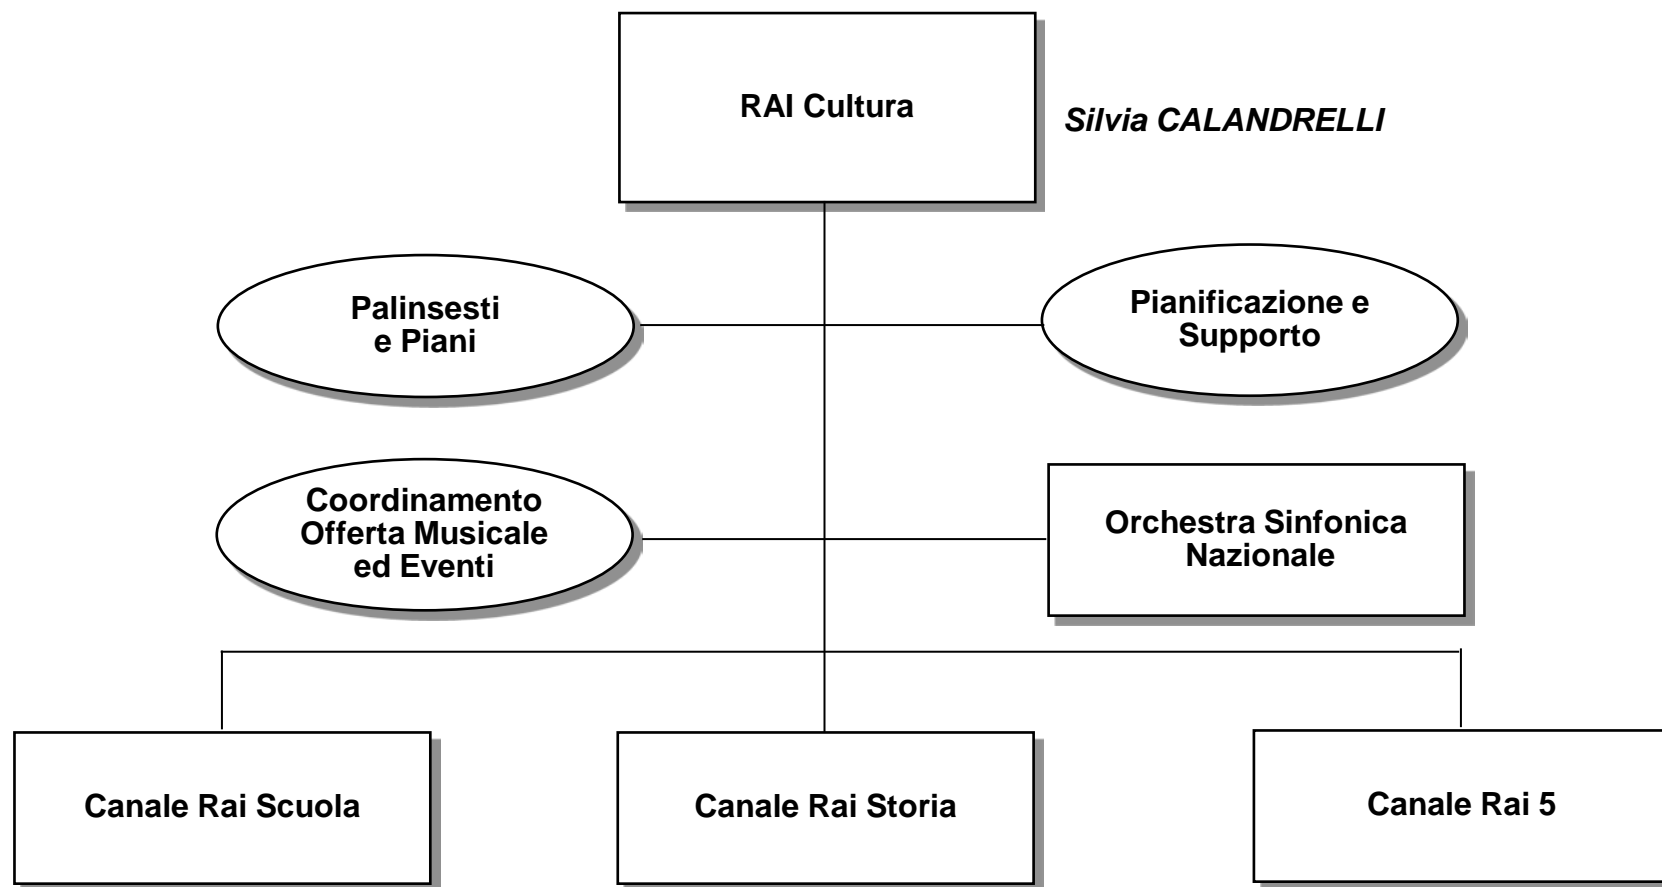 RAI Cultura
Silvia CALANDRELLI
Palinsesti
e Piani
Pianificazione e
Supporto
Coordinamento
Offerta Musicale
ed Eventi
Orchestra Sinfonica
Nazionale
Canale Rai Scuola
Canale Rai Storia
Canale Rai 5